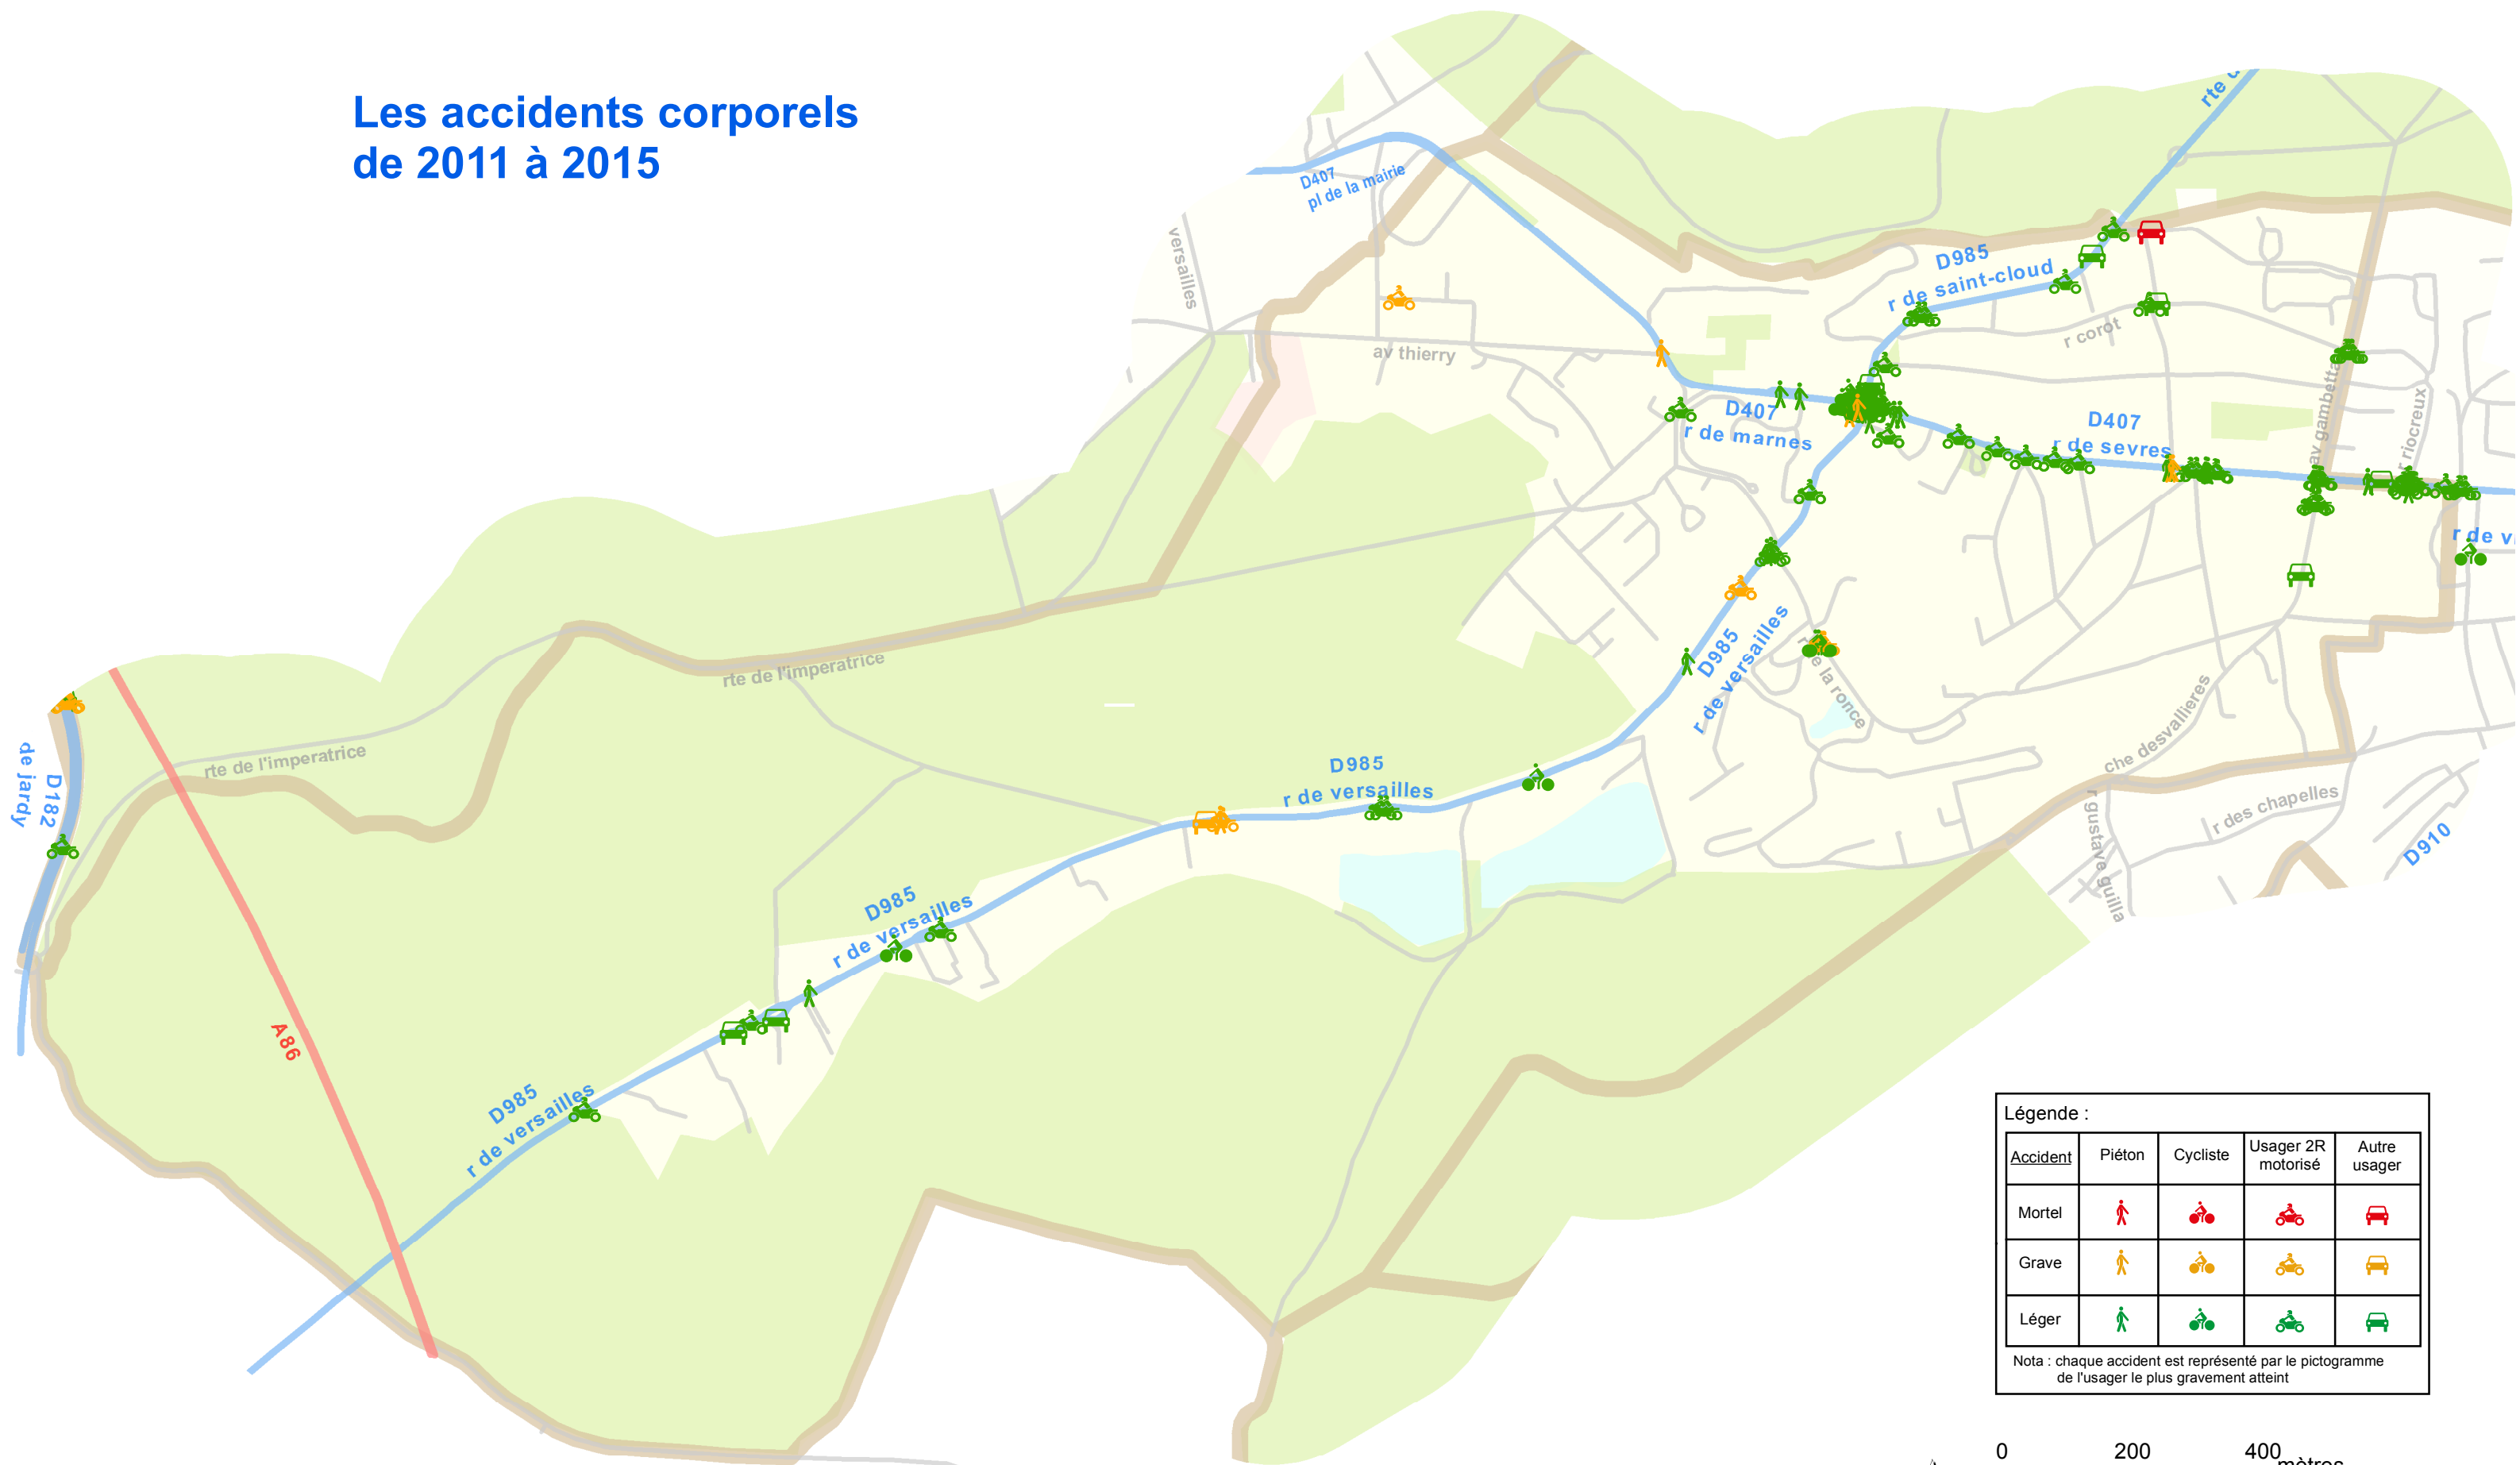 Les accidents corporels
de 2011 à 2015
D407
pl de la mairie
versailles
av thierry
D985
r de saint-cloud
rte
r corot
D407
r de marnes
D407
r de sevres
av gambetta
r riocreux
r de
D985
r de versailles
la ronce
che desvallieres
r gustave guilla
r des chapelles
D910
rte de l'imperatrice
rte de l'imperatrice
D182
de jardy
A86
D985
r de versailles
D985
r de versailles
D985
r de versailles
Légende :
Accident Piéton Cycliste Usager 2R motorisé Autre usager
Mortel
Grave
Léger
Nota : chaque accident est représenté par le pictogramme
de l'usager le plus gravement atteint
0 200 400
mètres